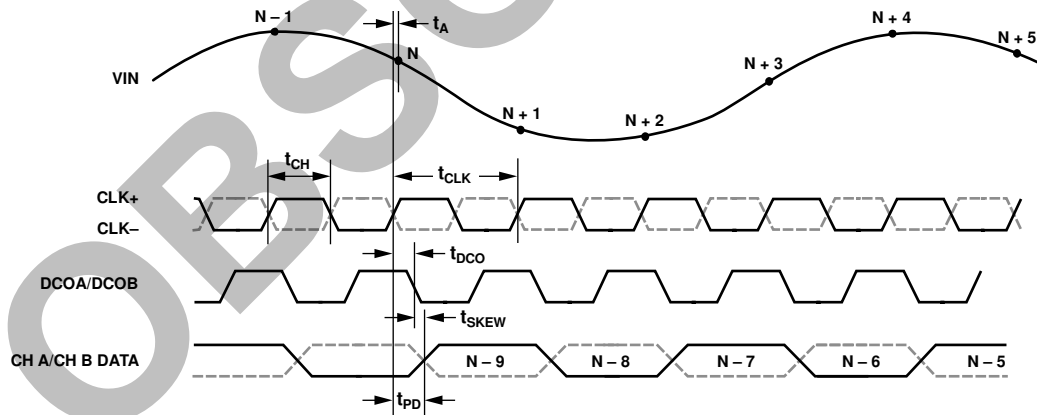 N – 1
t_A
N + 4
N + 5
N
N + 3
VIN
N + 1
N + 2
t_CH
t_CLK
CLK+
CLK–
t_DCO
DCOA/DCOB
t_SKEW
CH A/CH B DATA
N – 9
N – 8
N – 7
N – 6
N – 5
t_PD
OBSO